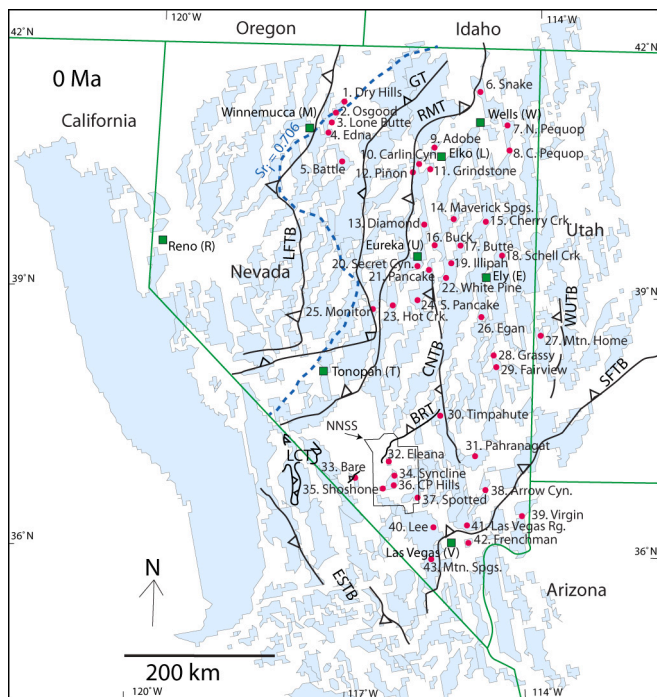 120°W
114°W
42°N
Oregon
Idaho
42°N
0 Ma
California
GT
1. Dry Hills
Winnemucca (M)
2. Osgood
3. Lone Butte
4. Edna
Sri = 0.706
5. Battle
6. Snake
RMT
Wells (W)
7. N. Pequop
9. Adobe
10. Carlin Cyn.
Elko (L)
8. C. Pequop
12. Piñon
11. Grindstone
14. Maverick Spgs.
13. Diamond
15. Cherry Crk.
Utah
Reno (R)
LFTB
Eureka (U)
16. Buck
17. Butte
18. Schell Crk
20. Secret Cyn.
19. Illipah
Nevada
21. Pancake
Ely (E)
39°N
22. White Pine
39°N
24. S. Pancake
25. Monitor
23. Hot Crk.
26. Egan
WUTB
27. Mtn. Home
CNTB
28. Grassy
Tonopah (T)
29. Fairview
SFTB
BRT
30. Timpahute
NNSS
LCT
32. Eleana
31. Pahranagat
33. Bare
34. Syncline
35. Shoshone
36. CP Hills
38. Arrow Cyn.
37. Spotted
39. Virgin
36°N
40. Lee
41. Las Vegas Rg.
36°N
42. Frenchman
Las Vegas (V)
43. Mtn. Spgs.
N
ESTB
Arizona
200 km
120°W
117°W
114°W